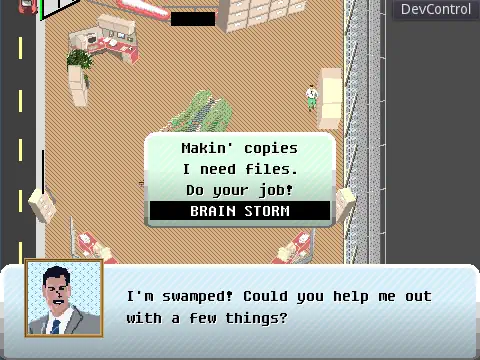 DevControl
Makin' copies
I need files.
Do your job!
BRAIN STORM
I'm swamped! Could you help me out
with a few things?